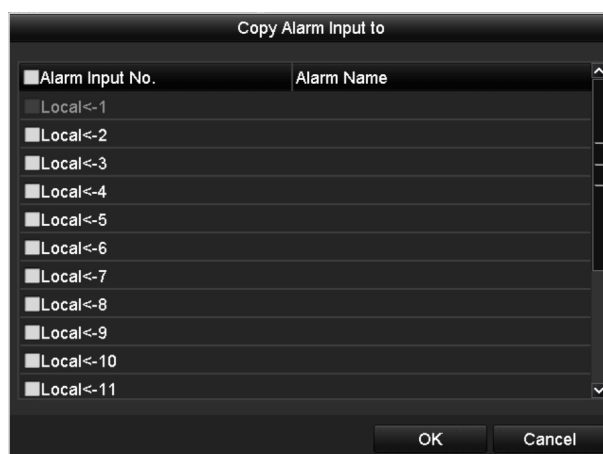 Copy Alarm Input to
Alarm Input No. Alarm Name
Local<-1
Local<-2
Local<-3
Local<-4
Local<-5
Local<-6
Local<-7
Local<-8
Local<-9
Local<-10
Local<-11
OK Cancel